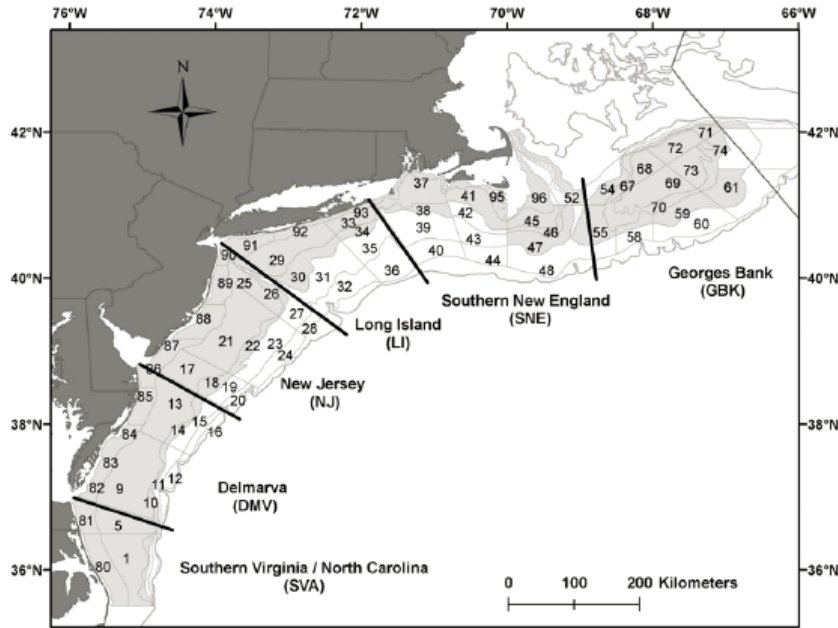 76°W 74°W 72°W 70°W 68°W 66°W
N
42°N 42°N
40°N 40°N
38°N 38°N
36°N 36°N
71
72 74
68 73
37 54 67 69 61
41 95 96 52
93 38 42 70 59
33 34 39 45 46 55 58 60
92 91 35 40 43 47
90 29 36 44 48
89 25 26 30 31 32
27
88 28
21 22 23 24
87
86 17 18 19
85 13 20
84 14 15 16
83
82 9 11 12
10
81 5
80 1
Georges Bank
(GBK)
Southern New England
(SNE)
Long Island
(LI)
New Jersey
(NJ)
Delmarva
(DMV)
Southern Virginia / North Carolina
(SVA)
0 100 200 Kilometers